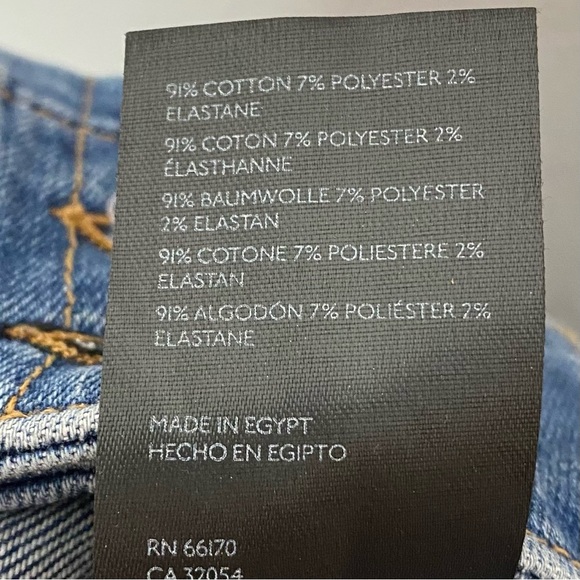 91% COTTON 7% POLYESTER 2%
ELASTANE
91% COTON 7% POLYESTER 2%
ÉLASTHANNE
91% BAUMWOLLE 7% POLYESTER
2% ELASTAN
91% COTONE 7% POLIESTERE 2%
ELASTAN
91% ALGODÓN 7% POLIÉSTER 2%
ELASTANE
MADE IN EGYPT
HECHO EN EGIPTO
RN 66170
CA 32054